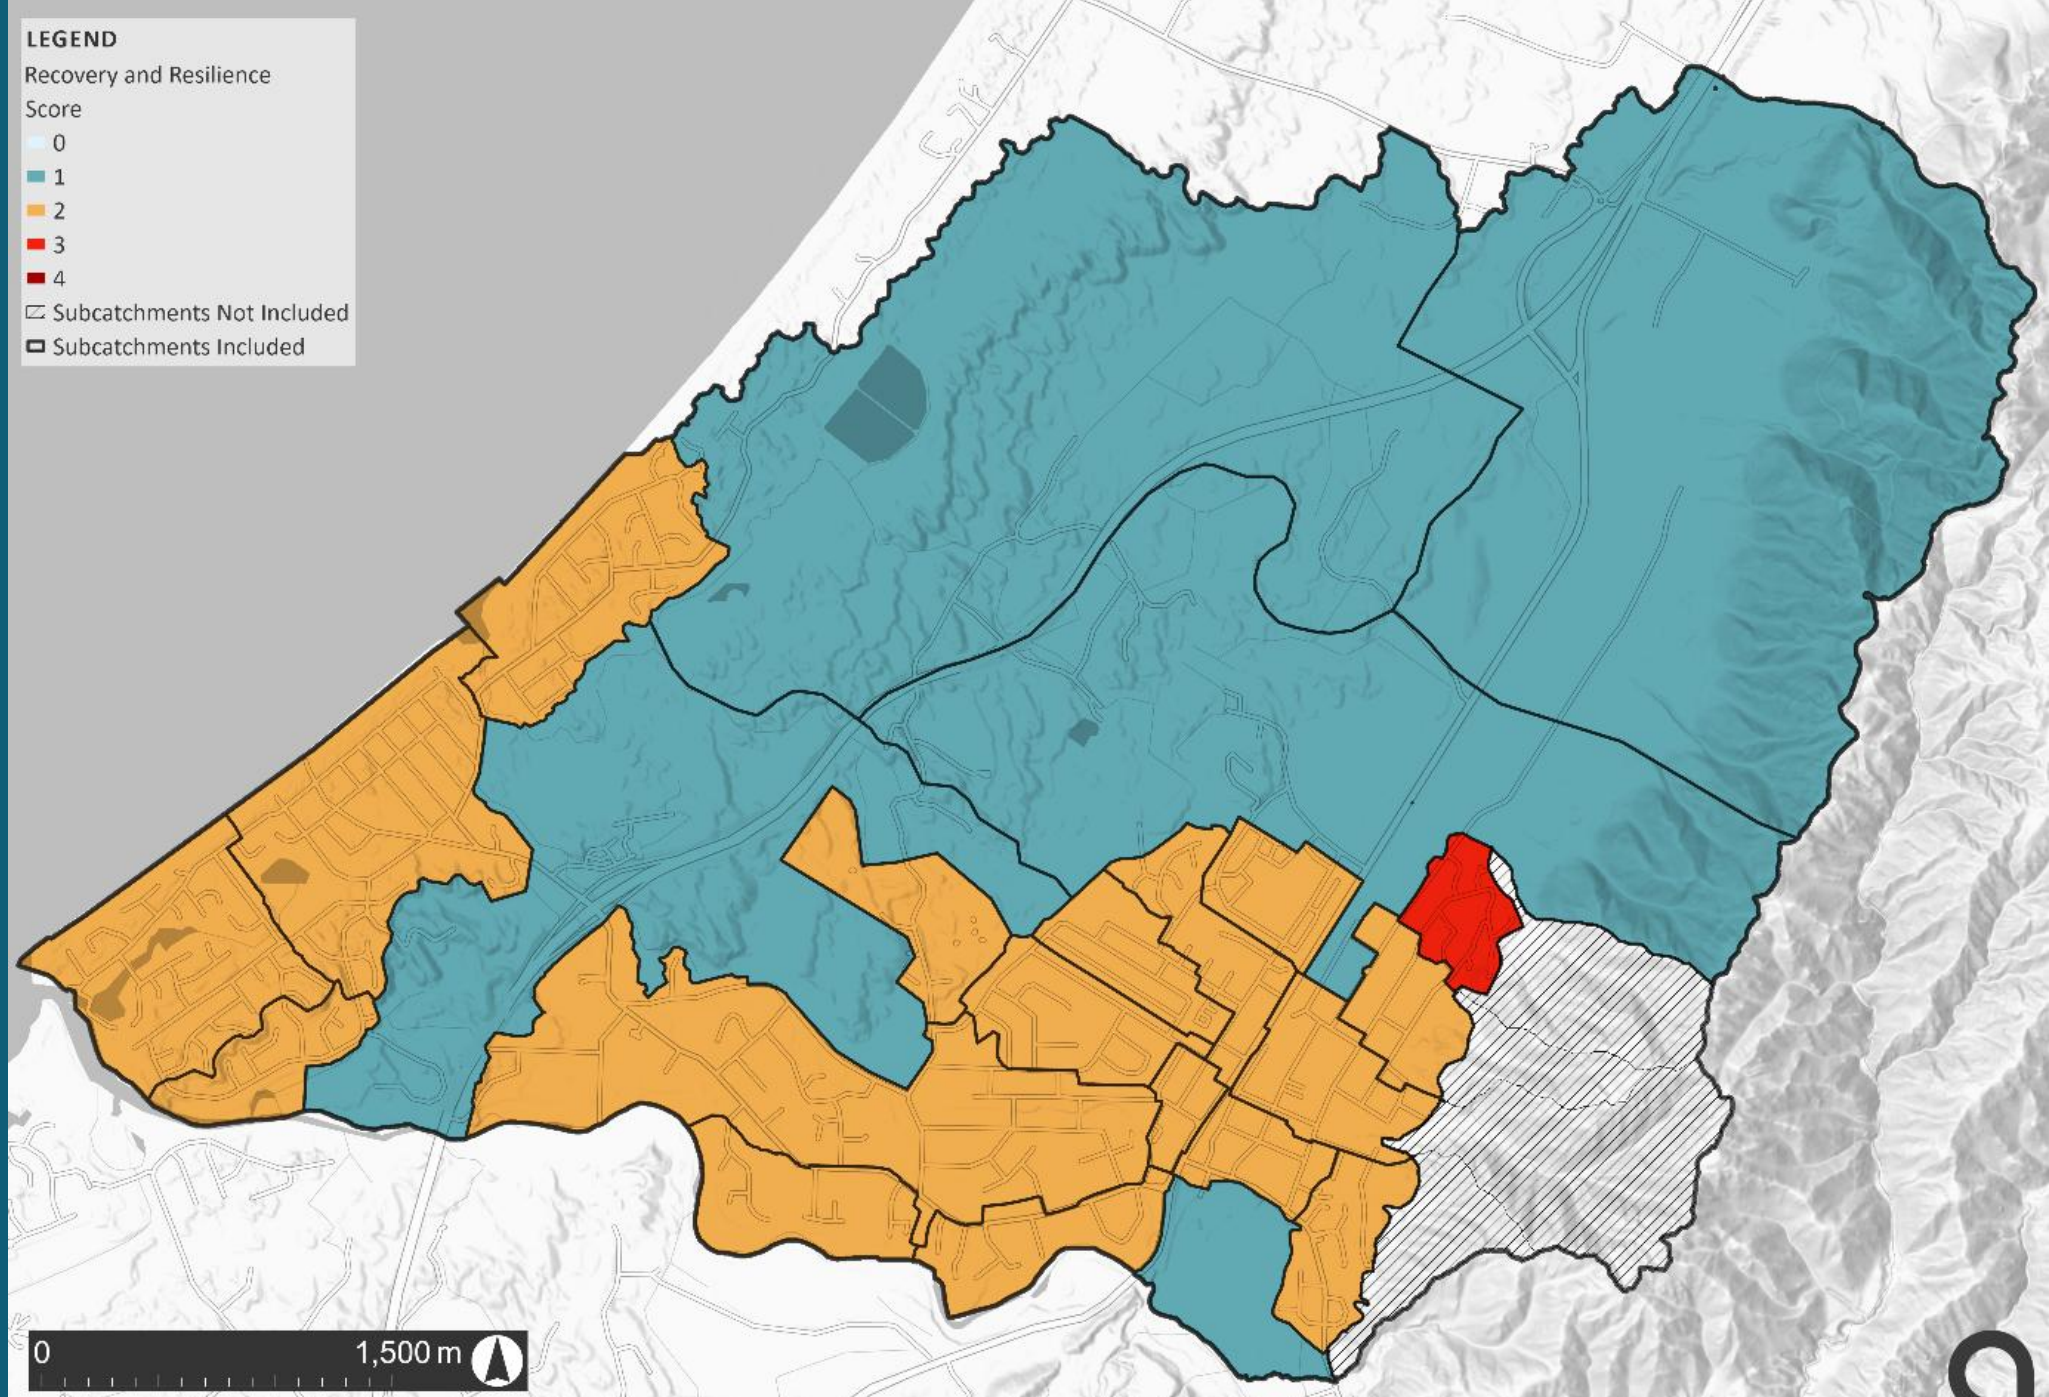 LEGEND
Recovery and Resilience
Score
0
1
2
3
4
Subcatchments Not Included
Subcatchments Included
0 1,500 m